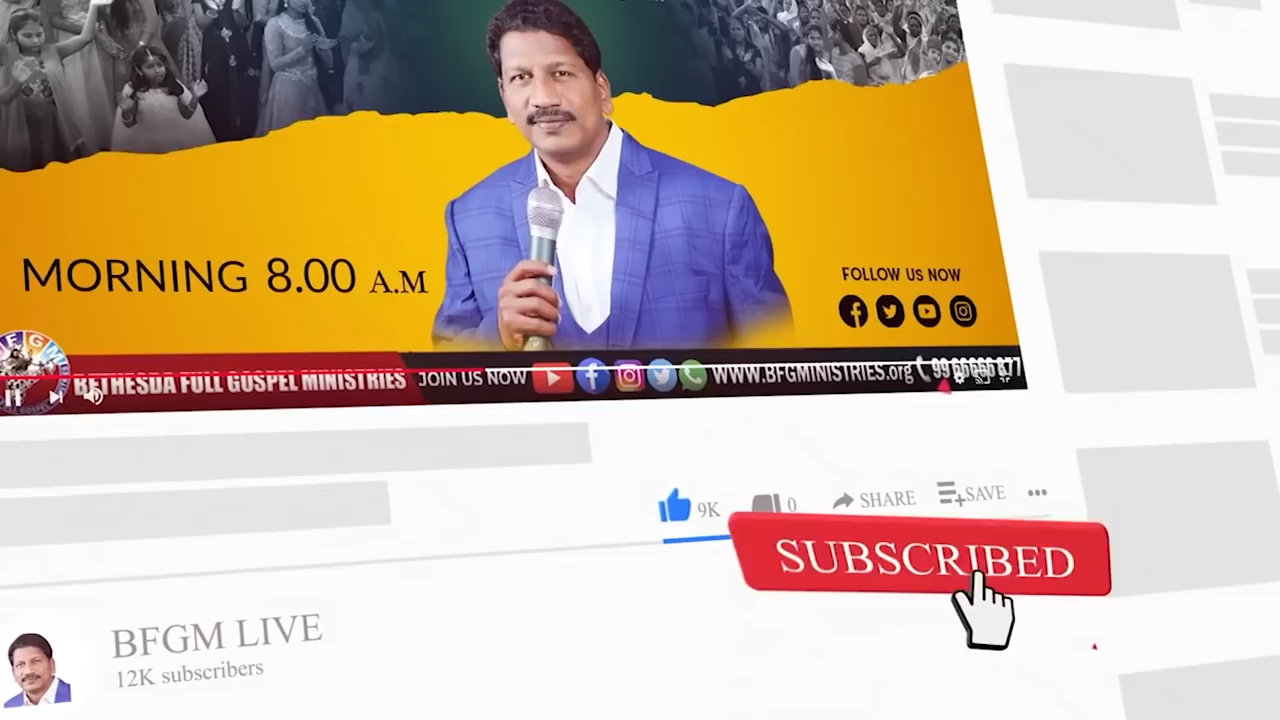 MORNING 8.00 A.M
FOLLOW US NOW
BETHESDA FULL GOSPEL MINISTRIES JOIN US NOW WWW.BFGMINISTRIES.org
9K 0 SHARE SAVE
SUBSCRIBED
BFGM LIVE
12K subscribers